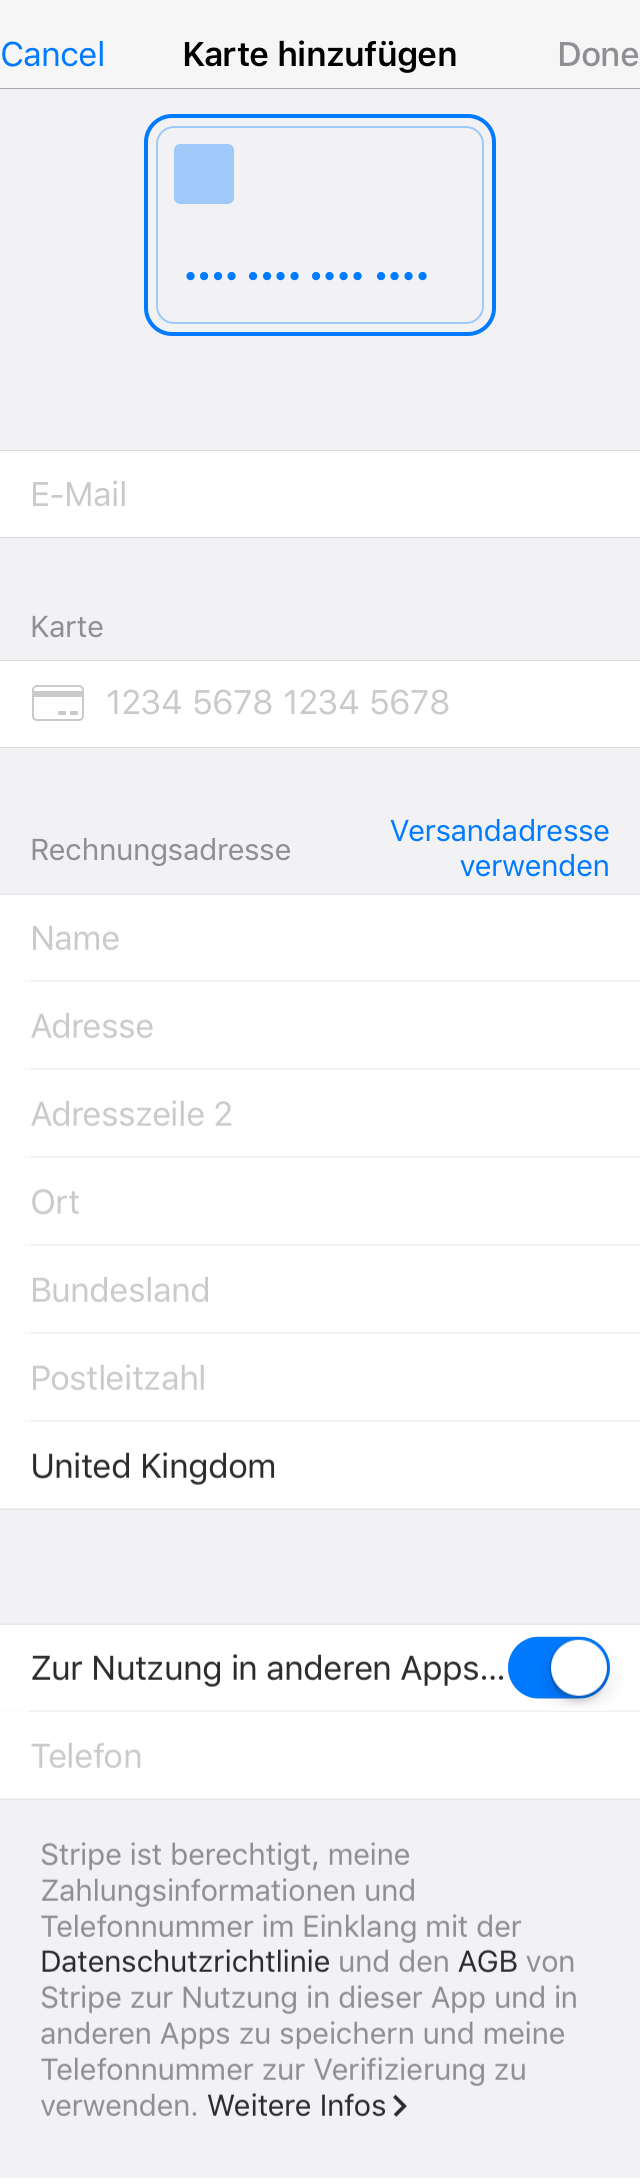 Cancel Karte hinzufügen Done
•••• •••• •••• ••••
E-Mail
Karte
1234 5678 1234 5678
Rechnungsadresse
Versandadresse
verwenden
Name
Adresse
Adresszeile 2
Ort
Bundesland
Postleitzahl
United Kingdom
Zur Nutzung in anderen Apps...
Telefon
Stripe ist berechtigt, meine
Zahlungsinformationen und
Telefonnummer im Einklang mit der
Datenschutzrichtlinie und den AGB von
Stripe zur Nutzung in dieser App und in
anderen Apps zu speichern und meine
Telefonnummer zur Verifizierung zu
verwenden. Weitere Infos >